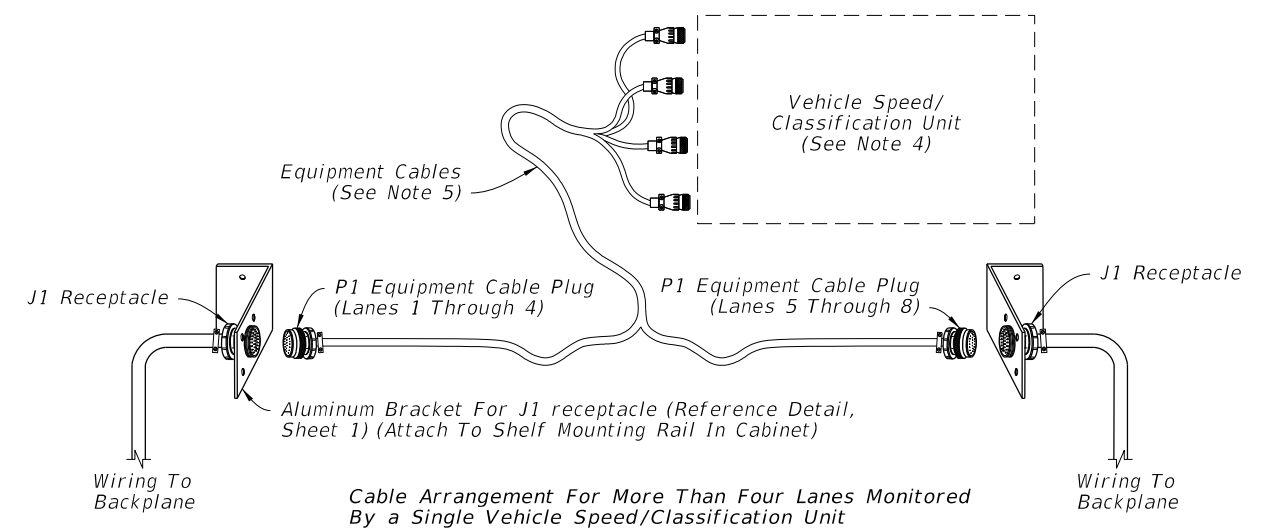 Vehicle Speed/
Classification Unit
(See Note 4)
Equipment Cables
(See Note 5)
J1 Receptacle
P1 Equipment Cable Plug
(Lanes 1 Through 4)
P1 Equipment Cable Plug
(Lanes 5 Through 8)
J1 Receptacle
Aluminum Bracket For J1 receptacle (Reference Detail,
Sheet 1) (Attach To Shelf Mounting Rail In Cabinet)
Wiring To
Backplane
Wiring To
Backplane
Cable Arrangement For More Than Four Lanes Monitored
By a Single Vehicle Speed/Classification Unit